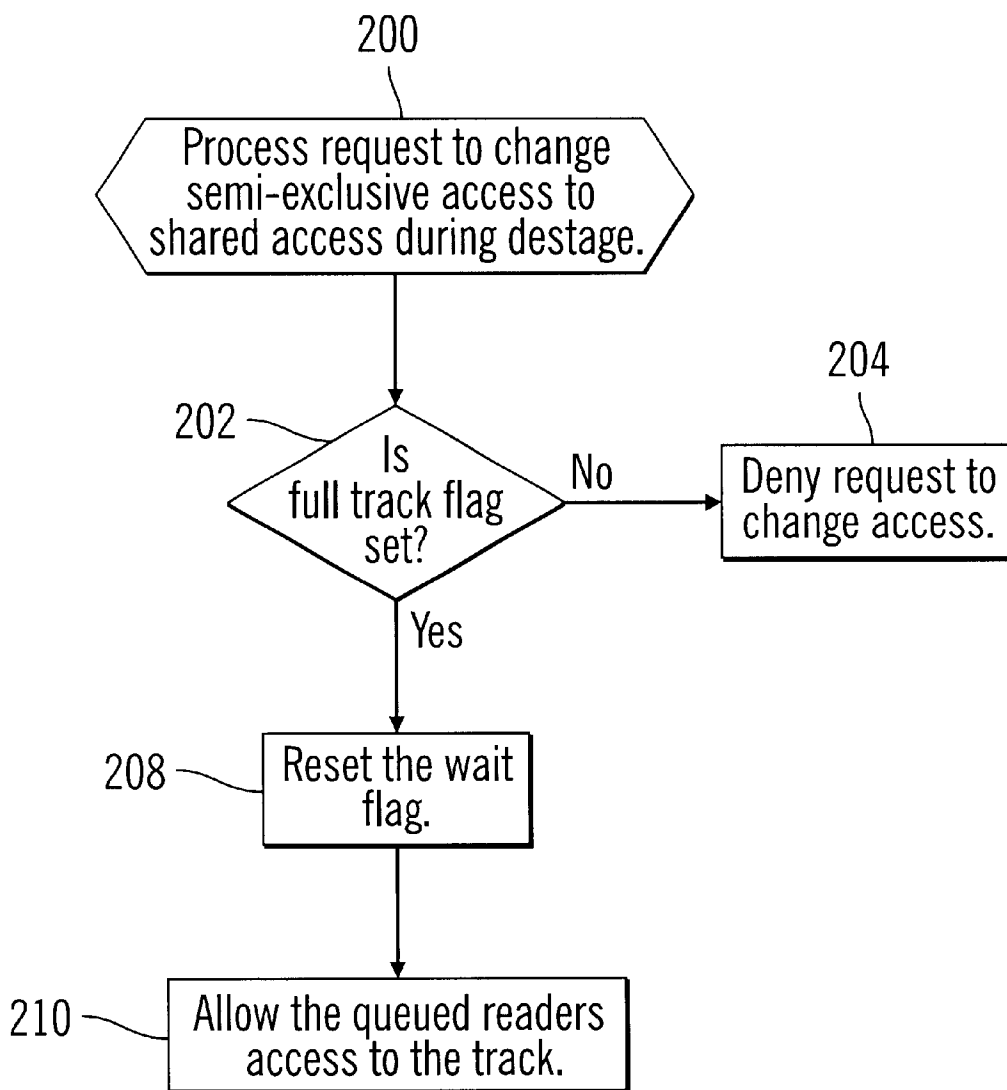 200
Process request to change
semi-exclusive access to
shared access during destage.
202
Is
full track flag
set?
No
204
Deny request to
change access.
Yes
208
Reset the wait
flag.
210
Allow the queued readers
access to the track.